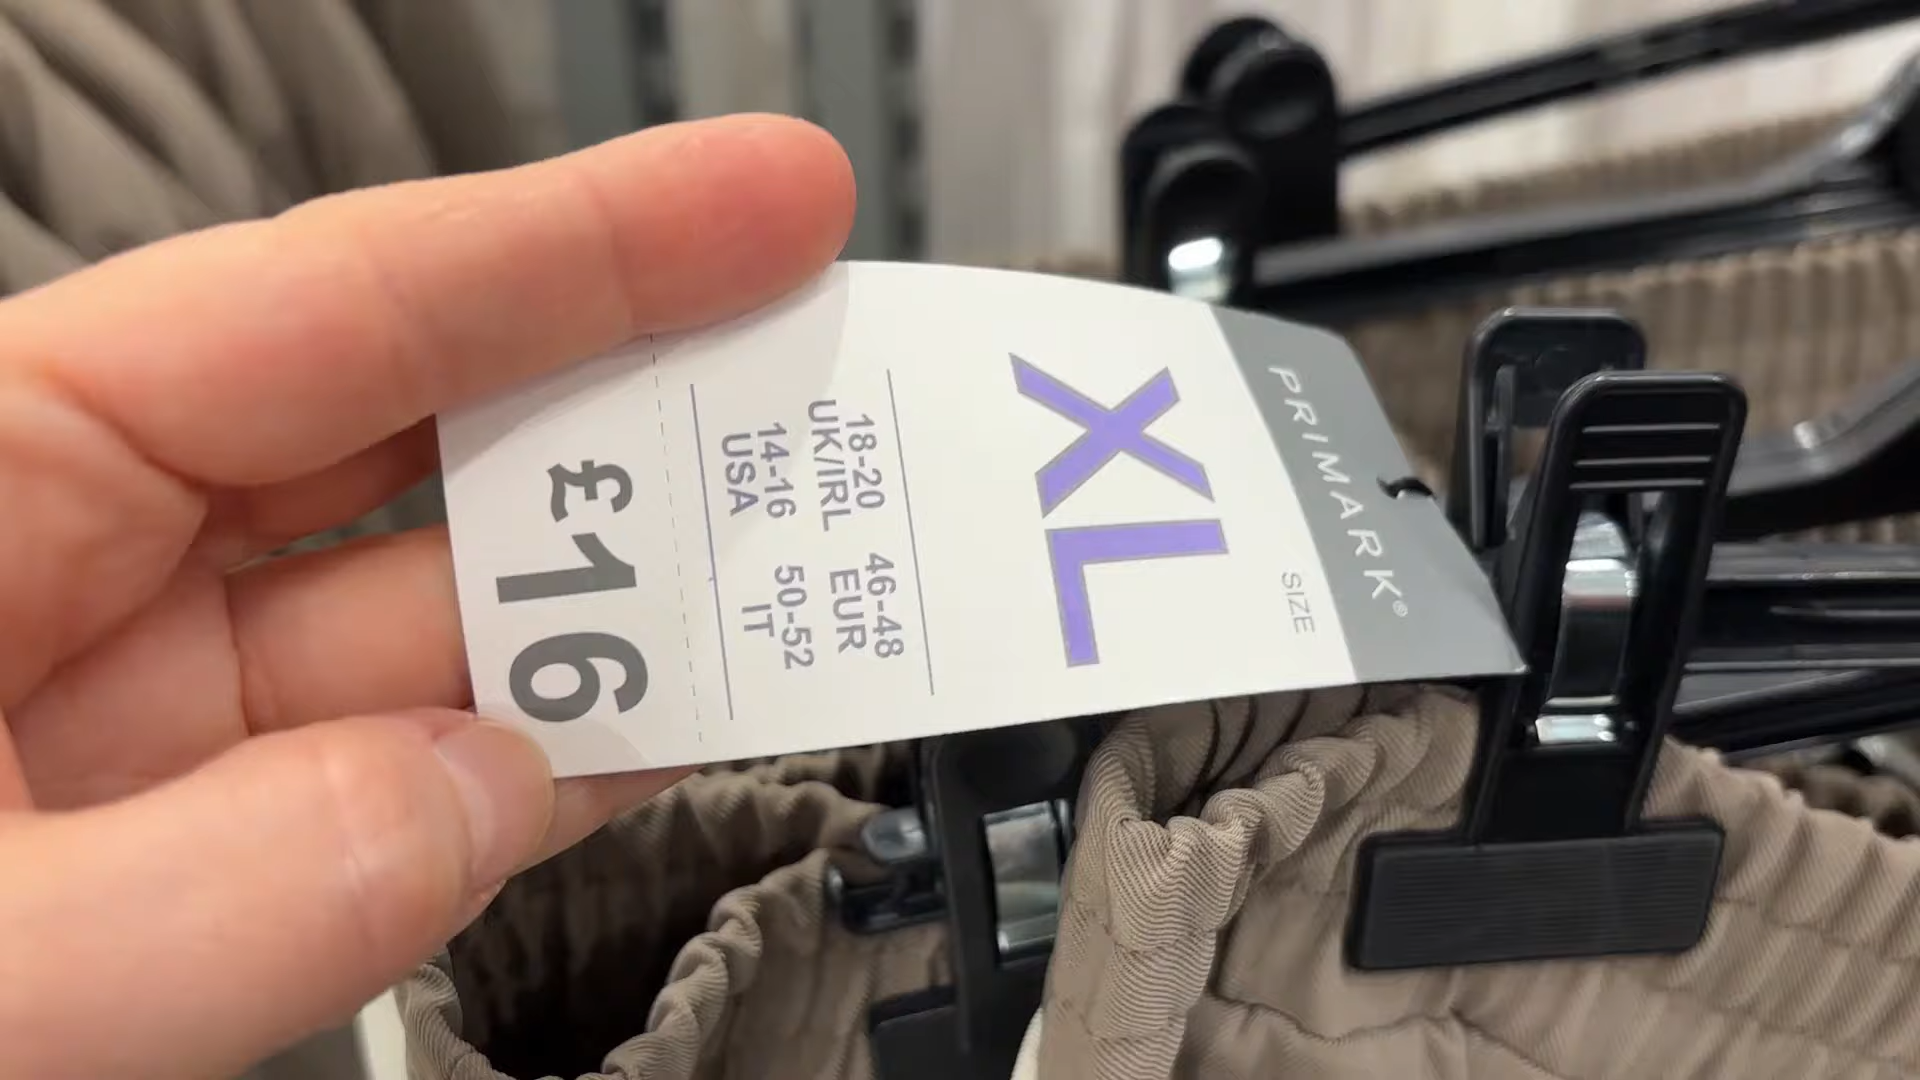 PRIMARK®
SIZE
XL
18-20 46-48
UK/IRL EUR
14-16 50-52
USA IT
£16